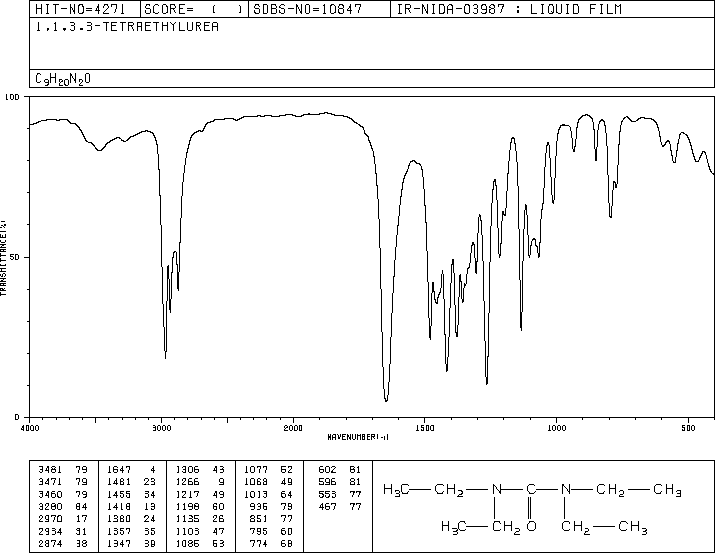 HIT-NO=4271 SCORE= ( ) SDBS-NO=10847 IR-NIDA-03987 : LIQUID FILM
1,1,3,3-TETRAETHYLUREA
C9H20N2O
100
50
0
TRANSMITTANCE(%)
4000 3000 2000 1500 1000 500
WAVENUMBER(-1)
3481 79 1647 4 1306 43 1077 52 602 81
3471 79 1481 23 1266 9 1068 49 596 81
3460 79 1455 34 1217 49 1013 64 553 77
3280 84 1418 13 1198 60 936 79 467 77
2970 17 1380 24 1135 26 851 77
2934 31 1357 35 1103 47 795 60
2874 38 1347 39 1085 53 774 68
H3C CH2 N C N CH2 CH3
H3C CH2 O CH2 CH3